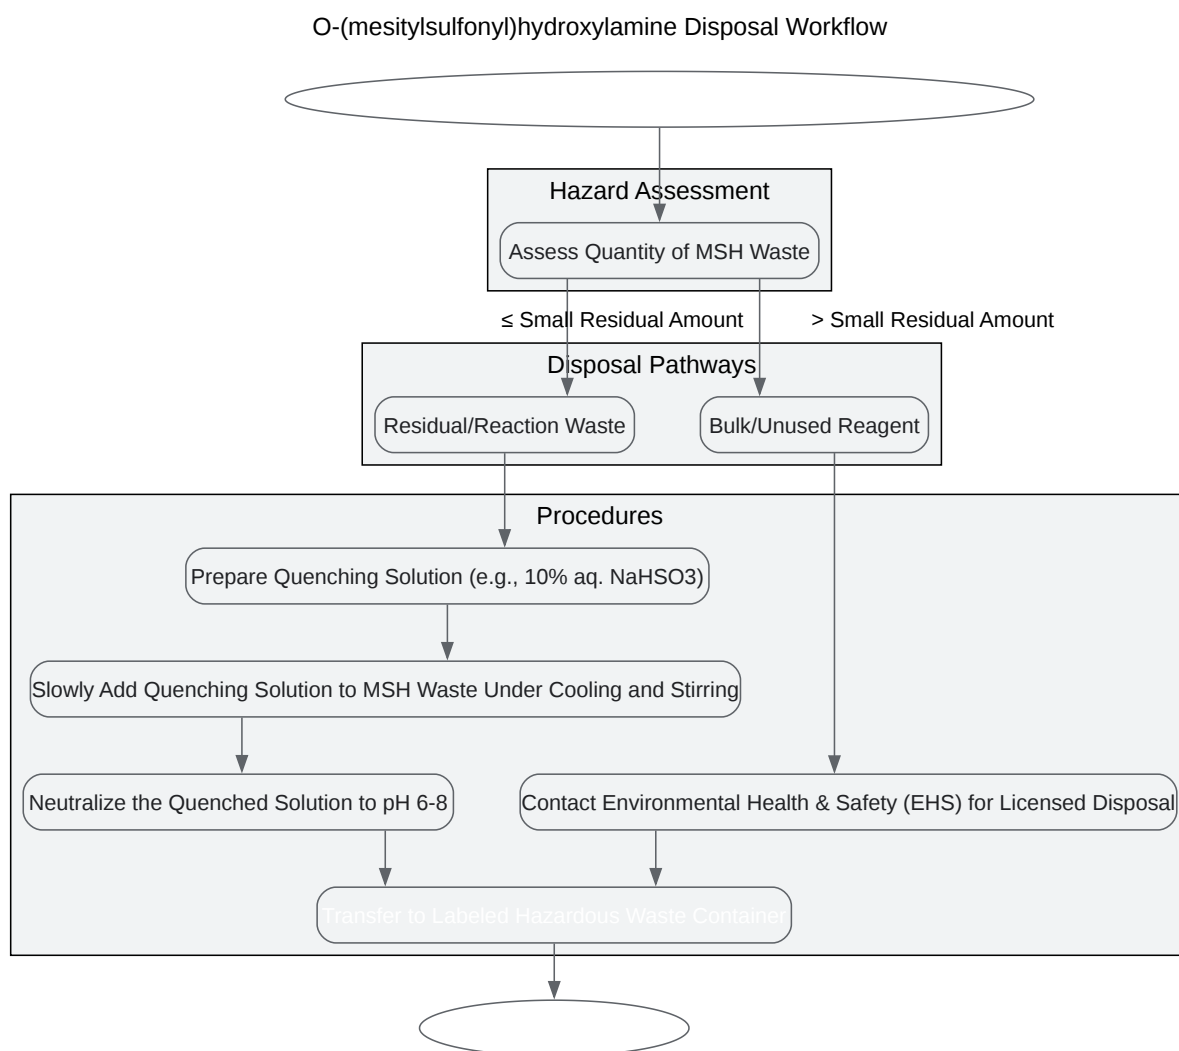 O-(mesitylsulfonyl)hydroxylamine Disposal Workflow
Hazard Assessment
Assess Quantity of MSH Waste
≤ Small Residual Amount
> Small Residual Amount
Disposal Pathways
Residual/Reaction Waste
Bulk/Unused Reagent
Procedures
Prepare Quenching Solution (e.g., 10% aq. NaHSO3)
Slowly Add Quenching Solution to MSH Waste Under Cooling and Stirring
Neutralize the Quenched Solution to pH 6-8
Contact Environmental Health & Safety (EHS) for Licensed Disposal
Transfer to Labeled Hazardous Waste Container